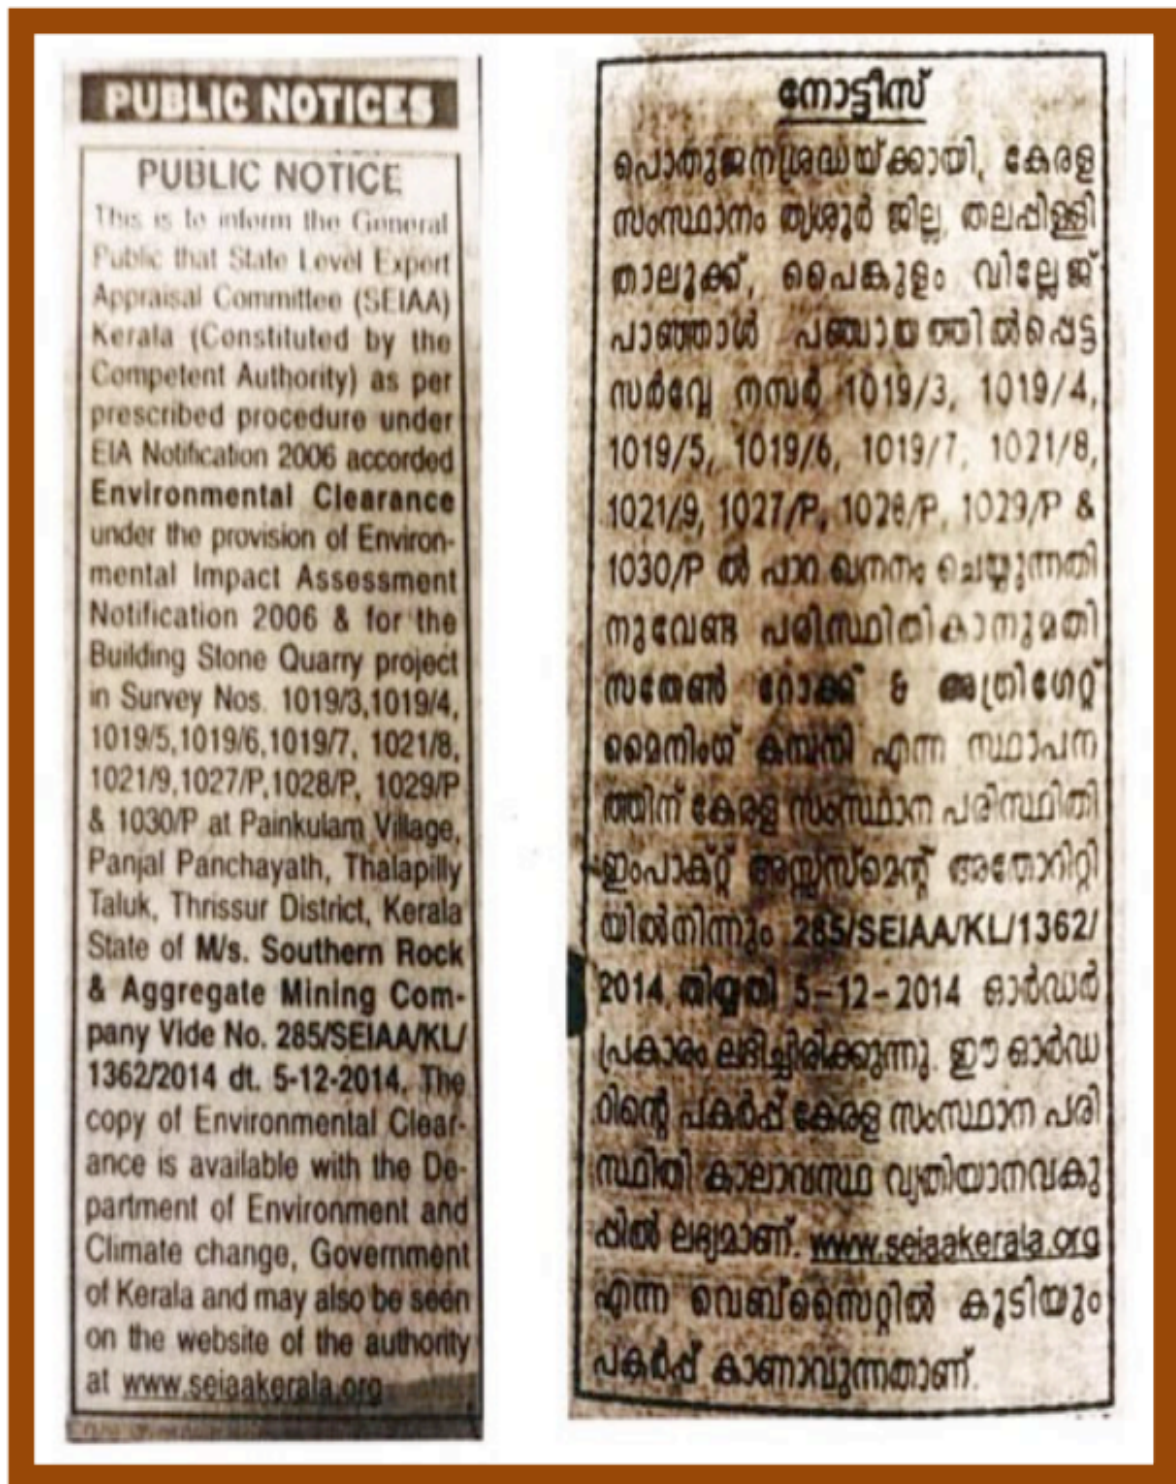 PUBLIC NOTICES
PUBLIC NOTICE
This is to inform the General
Public that State Level Expert
Appraisal Committee (SEIAA)
Kerala (Constituted by the
Competent Authority) as per
prescribed procedure under
EIA Notification 2006 accorded
Environmental Clearance
under the provision of Environ-
mental Impact Assessment
Notification 2006 & for the
Building Stone Quarry project
in Survey Nos. 1019/3,1019/4,
1019/5,1019/6,1019/7, 1021/8,
1021/9,1027/P,1028/P, 1029/P
& 1030/P at Painkulam Village,
Panjal Panchayath, Thalapilly
Taluk, Thrissur District, Kerala
State of M/s. Southern Rock
& Aggregate Mining Com-
pany Vide No. 285/SEIAA/KL/
1362/2014 dt. 5-12-2014. The
copy of Environmental Clear-
ance is available with the De-
partment of Environment and
Climate change, Government
of Kerala and may also be seen
on the website of the authority
at www.seiaakerala.org
നോട്ടീസ്
പൊതുജനശ്രദ്ധയ്ക്കായി, കേരള
സംസ്ഥാനം തൃശൂർ ജില്ല, തലപ്പിള്ളി
താലൂക്ക്, പൈങ്കുളം വില്ലേജ്
പാഞ്ഞാൾ പഞ്ചായത്തിൽപ്പെട്ട
സർവ്വേ നമ്പർ 1019/3, 1019/4,
1019/5, 1019/6, 1019/7, 1021/8,
1021/9, 1027/P, 1028/P, 1029/P &
1030/P ൽ പാറ ഖനനം ചെയ്യുന്നതി
നുവേണ്ട പരിസ്ഥിതികാനുമതി
സതേൺ റോക്ക് & അഗ്രിഗേറ്റ്
മൈനിംഗ് കമ്പനി എന്ന സ്ഥാപന
ത്തിന് കേരള സംസ്ഥാന പരിസ്ഥിതി
ഇംപാക്റ്റ് അസ്സസ്മെന്റ് അതോറിറ്റി
യിൽനിന്നും 285/SEIAA/KL/1362/
2014, തിയ്യതി 5-12-2014 ഓർഡർ
പ്രകാരം ലഭിച്ചിരിക്കുന്നു. ഈ ഓർഡ
റിന്റെ പകർപ്പ് കേരള സംസ്ഥാന പരി
സ്ഥിതി കാലാവസ്ഥ വ്യതിയാനവകു
പ്പിൽ ലഭ്യമാണ്. www.seiaakerala.org
എന്ന വെബ്സൈറ്റിൽ കൂടിയും
പകർപ്പ് കാണാവുന്നതാണ്.